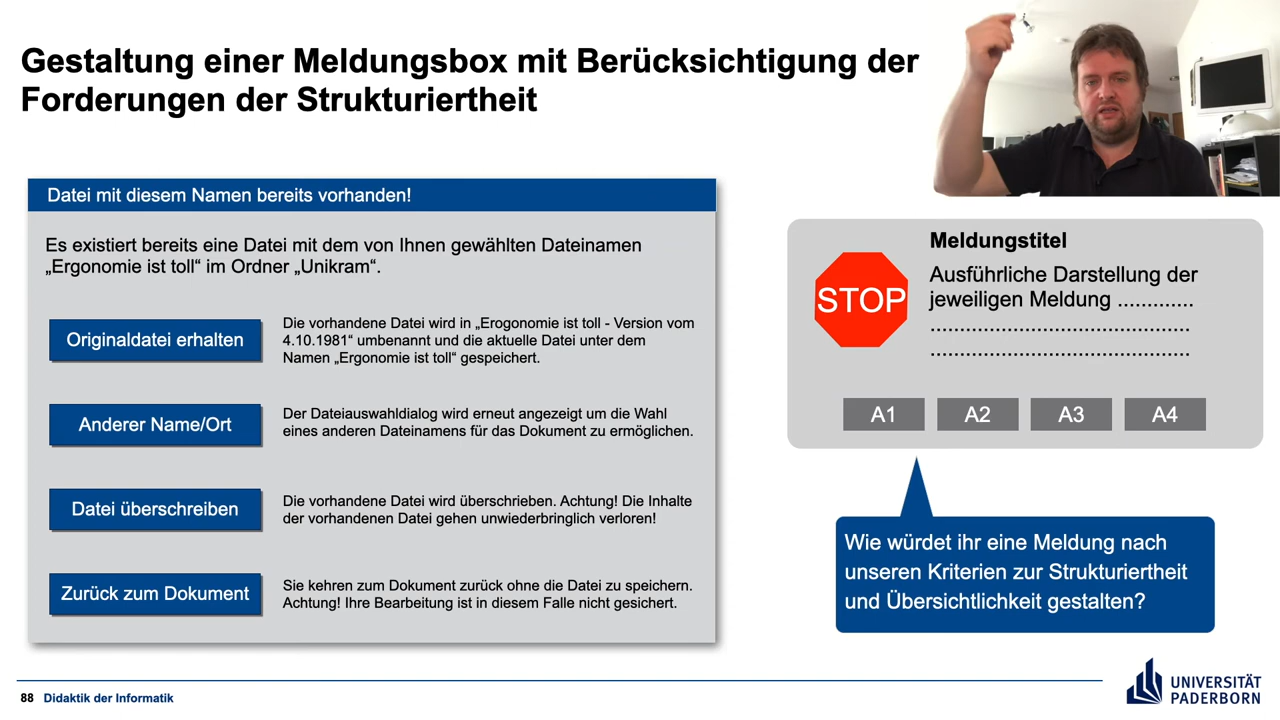 Gestaltung einer Meldungsbox mit Berücksichtigung der
Forderungen der Strukturiertheit
Datei mit diesem Namen bereits vorhanden!
Es existiert bereits eine Datei mit dem von Ihnen gewählten Dateinamen
„Ergonomie ist toll“ im Ordner „Unikram“.
Originaldatei erhalten
Die vorhandene Datei wird in „Erogonomie ist toll - Version vom
4.10.1981“ umbenannt und die aktuelle Datei unter dem
Namen „Ergonomie ist toll“ gespeichert.
Anderer Name/Ort
Der Dateiauswahldialog wird erneut angezeigt um die Wahl
eines anderen Dateinamens für das Dokument zu ermöglichen.
Datei überschreiben
Die vorhandene Datei wird überschrieben. Achtung! Die Inhalte
der vorhandenen Datei gehen unwiederbringlich verloren!
Zurück zum Dokument
Sie kehren zum Dokument zurück ohne die Datei zu speichern.
Achtung! Ihre Bearbeitung ist in diesem Falle nicht gesichert.
STOP
Meldungstitel
Ausführliche Darstellung der
jeweiligen Meldung .............
............................................
............................................
A1 A2 A3 A4
Wie würdet ihr eine Meldung nach
unseren Kriterien zur Strukturiertheit
und Übersichtlichkeit gestalten?
88 Didaktik der Informatik
UNIVERSITÄT
PADERBORN